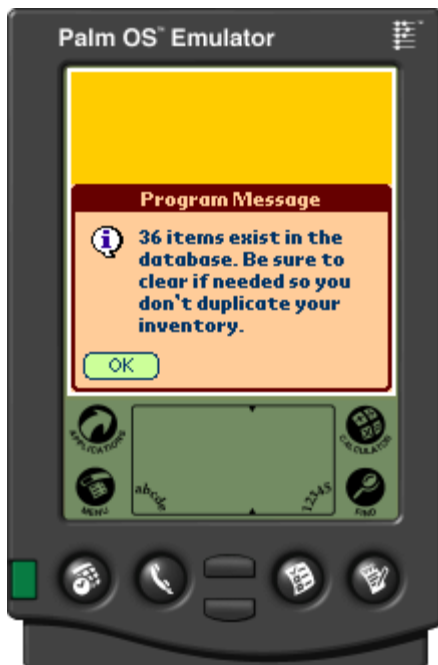 Palm OS™ Emulator
Program Message
36 items exist in the
database. Be sure to
clear if needed so you
don't duplicate your
inventory.
OK
APPLICATIONS
CALCULATOR
MENU
abcde
12345
FIND